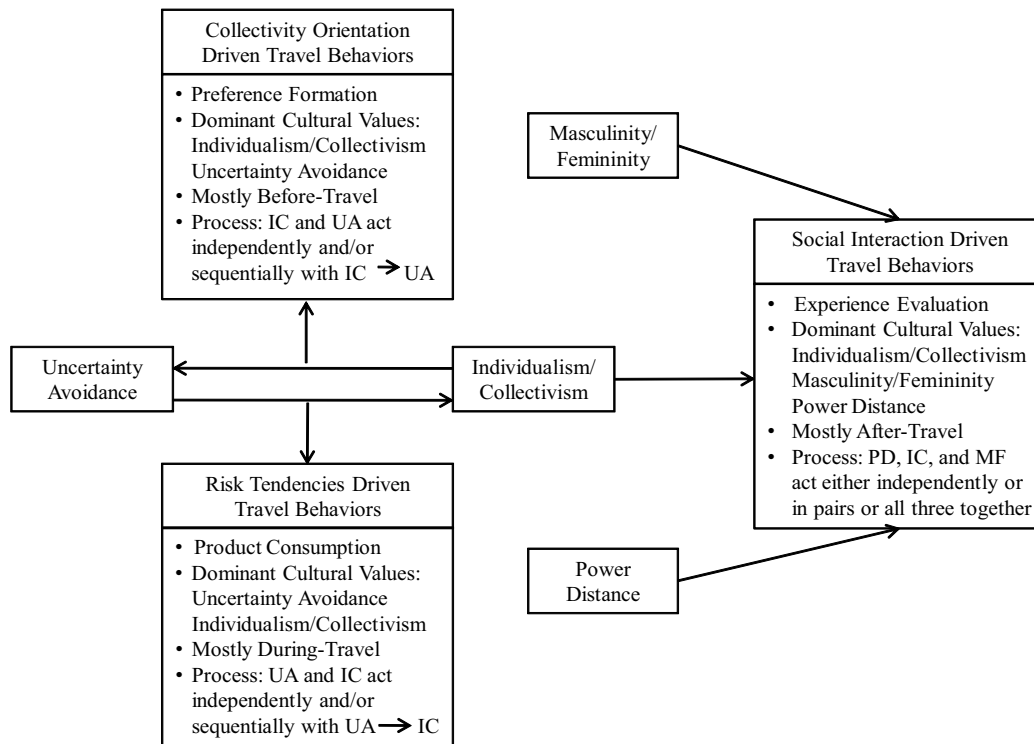 Collectivity Orientation
Driven Travel Behaviors
• Preference Formation
• Dominant Cultural Values:
Individualism/Collectivism
Uncertainty Avoidance
• Mostly Before-Travel
• Process: IC and UA act
independently and/or
sequentially with IC → UA
Masculinity/
Femininity
Social Interaction Driven
Travel Behaviors
• Experience Evaluation
• Dominant Cultural Values:
Individualism/Collectivism
Masculinity/Femininity
Power Distance
• Mostly After-Travel
• Process: PD, IC, and MF
act either independently or
in pairs or all three together
Uncertainty
Avoidance
Individualism/
Collectivism
Risk Tendencies Driven
Travel Behaviors
• Product Consumption
• Dominant Cultural Values:
Uncertainty Avoidance
Individualism/Collectivism
• Mostly During-Travel
• Process: UA and IC act
independently and/or
sequentially with UA → IC
Power
Distance